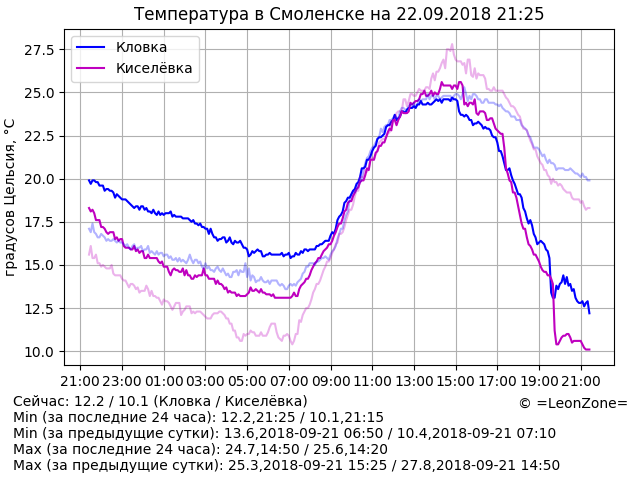 Температура в Смоленске на 22.09.2018 21:25
Кловка
Киселёвка
градусов Цельсия, °C
27.5
25.0
22.5
20.0
17.5
15.0
12.5
10.0
21:00 23:00 01:00 03:00 05:00 07:00 09:00 11:00 13:00 15:00 17:00 19:00 21:00
Сейчас: 12.2 / 10.1 (Кловка / Киселёвка)
© =LeonZone=
Min (за последние 24 часа): 12.2,21:25 / 10.1,21:15
Min (за предыдущие сутки): 13.6,2018-09-21 06:50 / 10.4,2018-09-21 07:10
Max (за последние 24 часа): 24.7,14:50 / 25.6,14:20
Max (за предыдущие сутки): 25.3,2018-09-21 15:25 / 27.8,2018-09-21 14:50